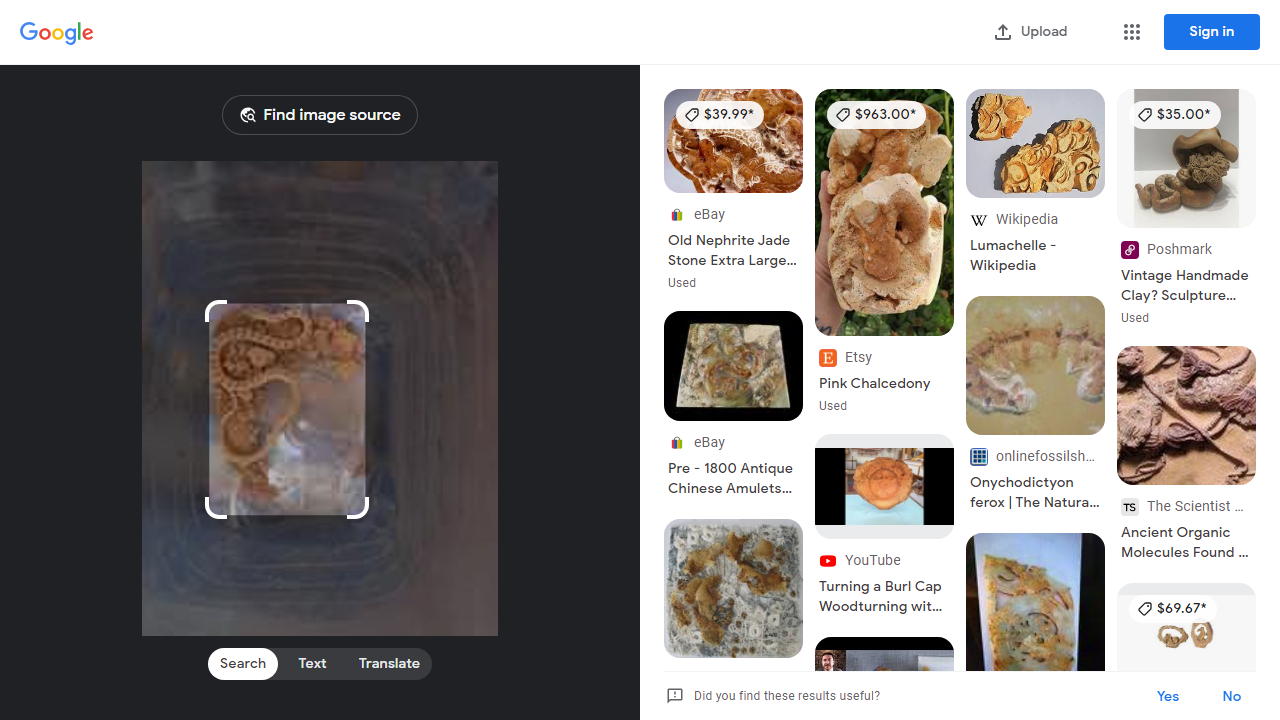 Google
Upload
Sign in
Find image source
Search
Text
Translate
$39.99*
eBay
Old Nephrite Jade
Stone Extra Large...
Used
eBay
Pre - 1800 Antique
Chinese Amulets...
$963.00*
Etsy
Pink Chalcedony
Used
YouTube
Turning a Burl Cap
Woodturning wit...
W
Wikipedia
Lumachelle -
Wikipedia
onlinefossilsh...
Onychodictyon
ferox | The Natura...
$35.00*
Poshmark
Vintage Handmade
Clay? Sculpture...
Used
TS
The Scientist ...
Ancient Organic
Molecules Found ...
$69.67*
Did you find these results useful?
Yes
No